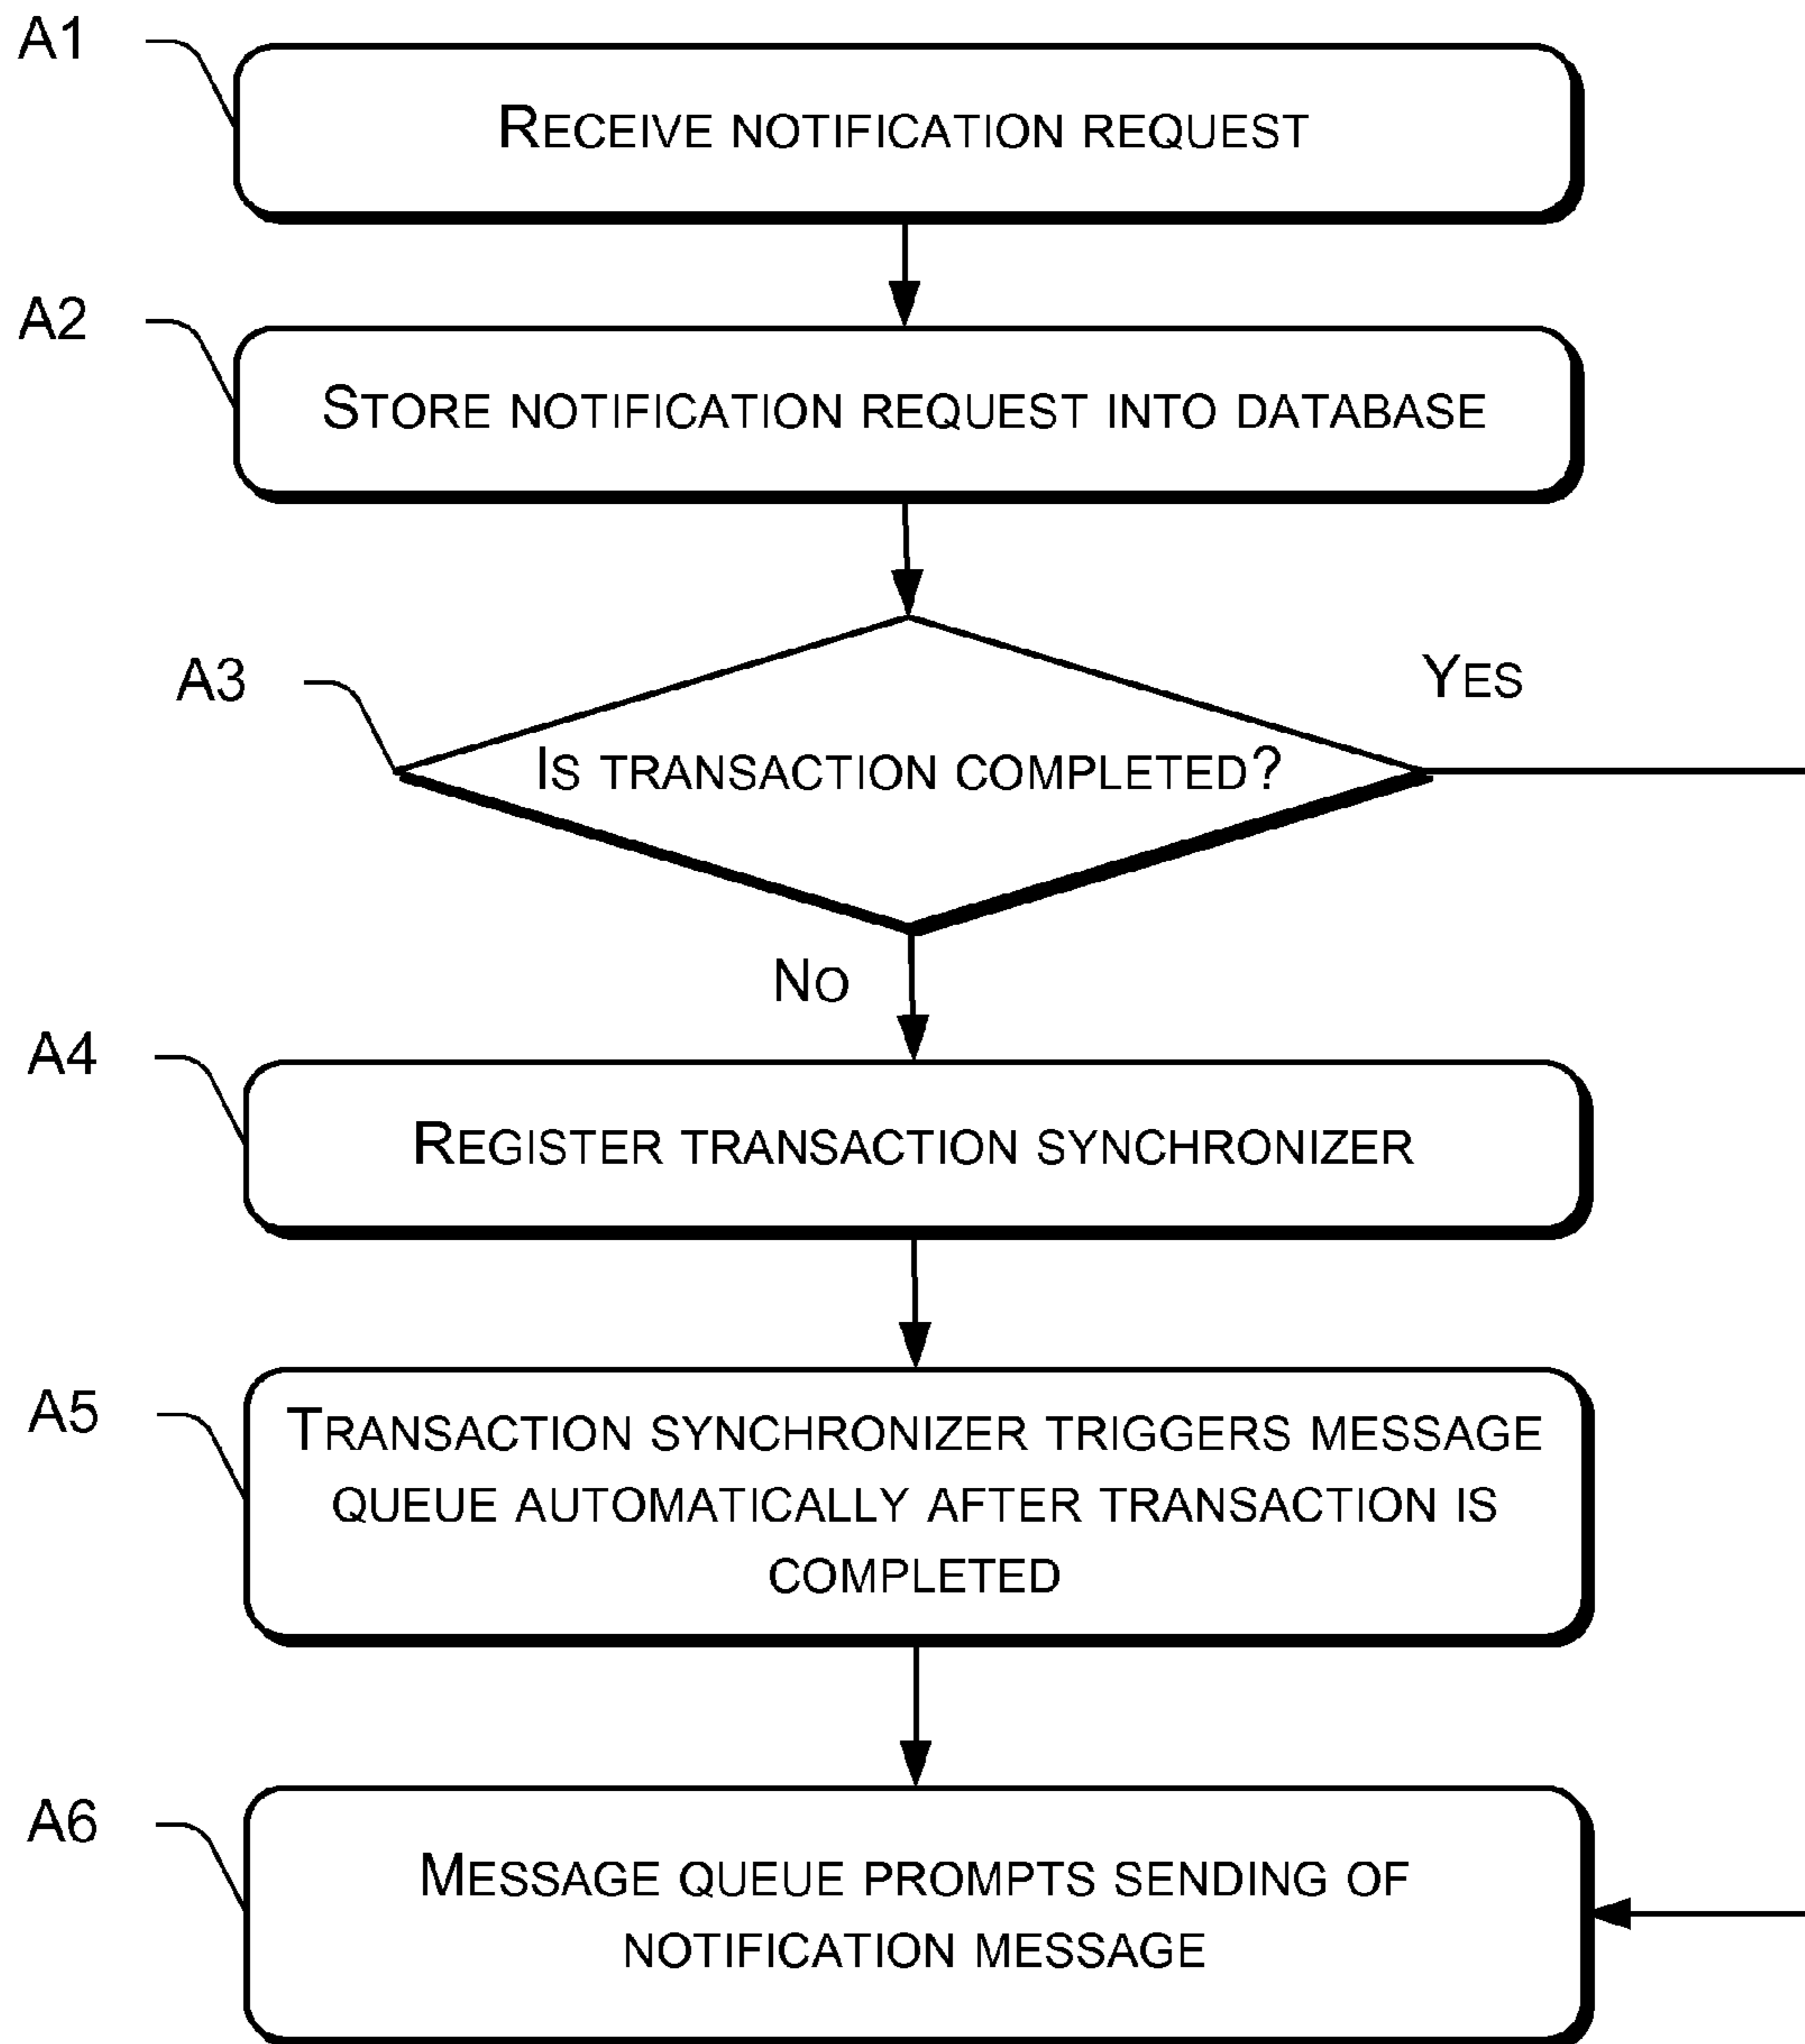 A1
RECEIVE NOTIFICATION REQUEST
A2
STORE NOTIFICATION REQUEST INTO DATABASE
A3
IS TRANSACTION COMPLETED?
YES
NO
A4
REGISTER TRANSACTION SYNCHRONIZER
A5
TRANSACTION SYNCHRONIZER TRIGGERS MESSAGE
QUEUE AUTOMATICALLY AFTER TRANSACTION IS
COMPLETED
A6
MESSAGE QUEUE PROMPTS SENDING OF
NOTIFICATION MESSAGE